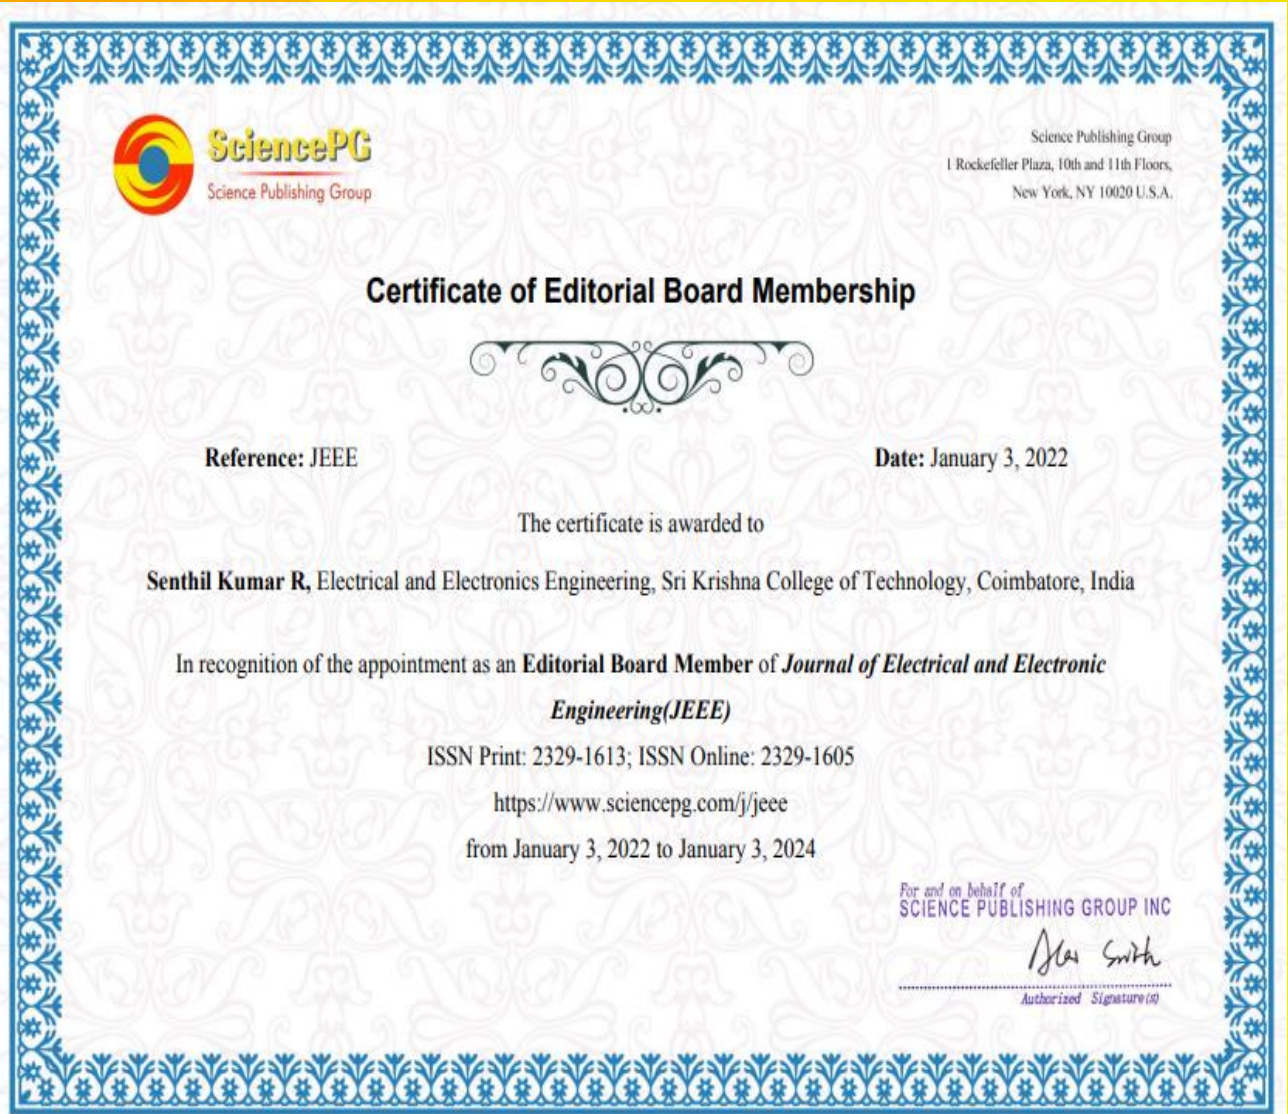 SciencePG
Science Publishing Group
Science Publishing Group
1 Rockefeller Plaza, 10th and 11th Floors,
New York, NY 10020 U.S.A.
Certificate of Editorial Board Membership
Reference: JEEE
Date: January 3, 2022
The certificate is awarded to
Senthil Kumar R, Electrical and Electronics Engineering, Sri Krishna College of Technology, Coimbatore, India
In recognition of the appointment as an Editorial Board Member of Journal of Electrical and Electronic
Engineering(JEEE)
ISSN Print: 2329-1613; ISSN Online: 2329-1605
https://www.sciencepg.com/j/jeee
from January 3, 2022 to January 3, 2024
For and on behalf of
SCIENCE PUBLISHING GROUP INC
Alex Smith
Authorized Signature(s)